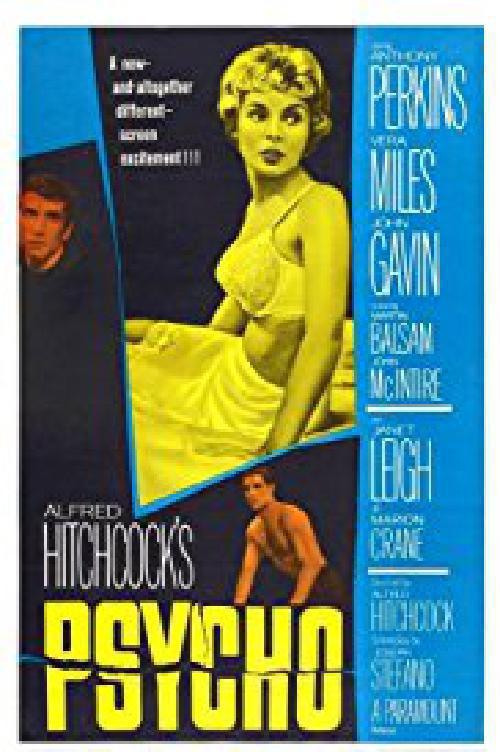 A new-
and altogether
different-
screen
excitement!!!
ANTHONY
PERKINS
VERA
MILES
JOHN
GAVIN
MARTIN
BALSAM
JOHN
McINTIRE
JANET
LEIGH
MARION
CRANE
ALFRED
HITCHCOCK'S
PSYCHO
ALFRED
HITCHCOCK
JOSEPH
STEFANO
A PARAMOUNT